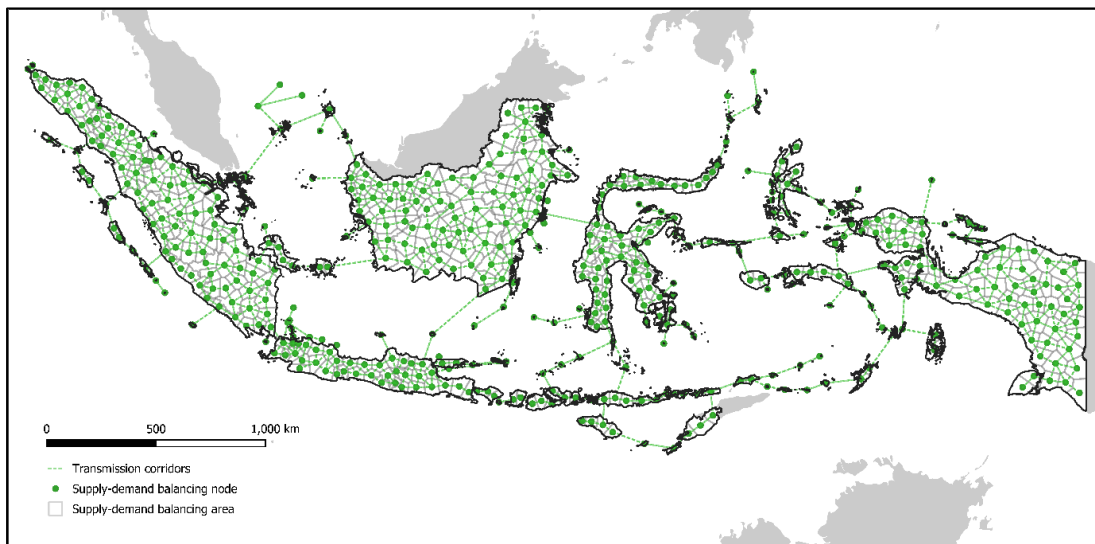 0 500 1,000 km
Transmission corridors
Supply-demand balancing node
Supply-demand balancing area